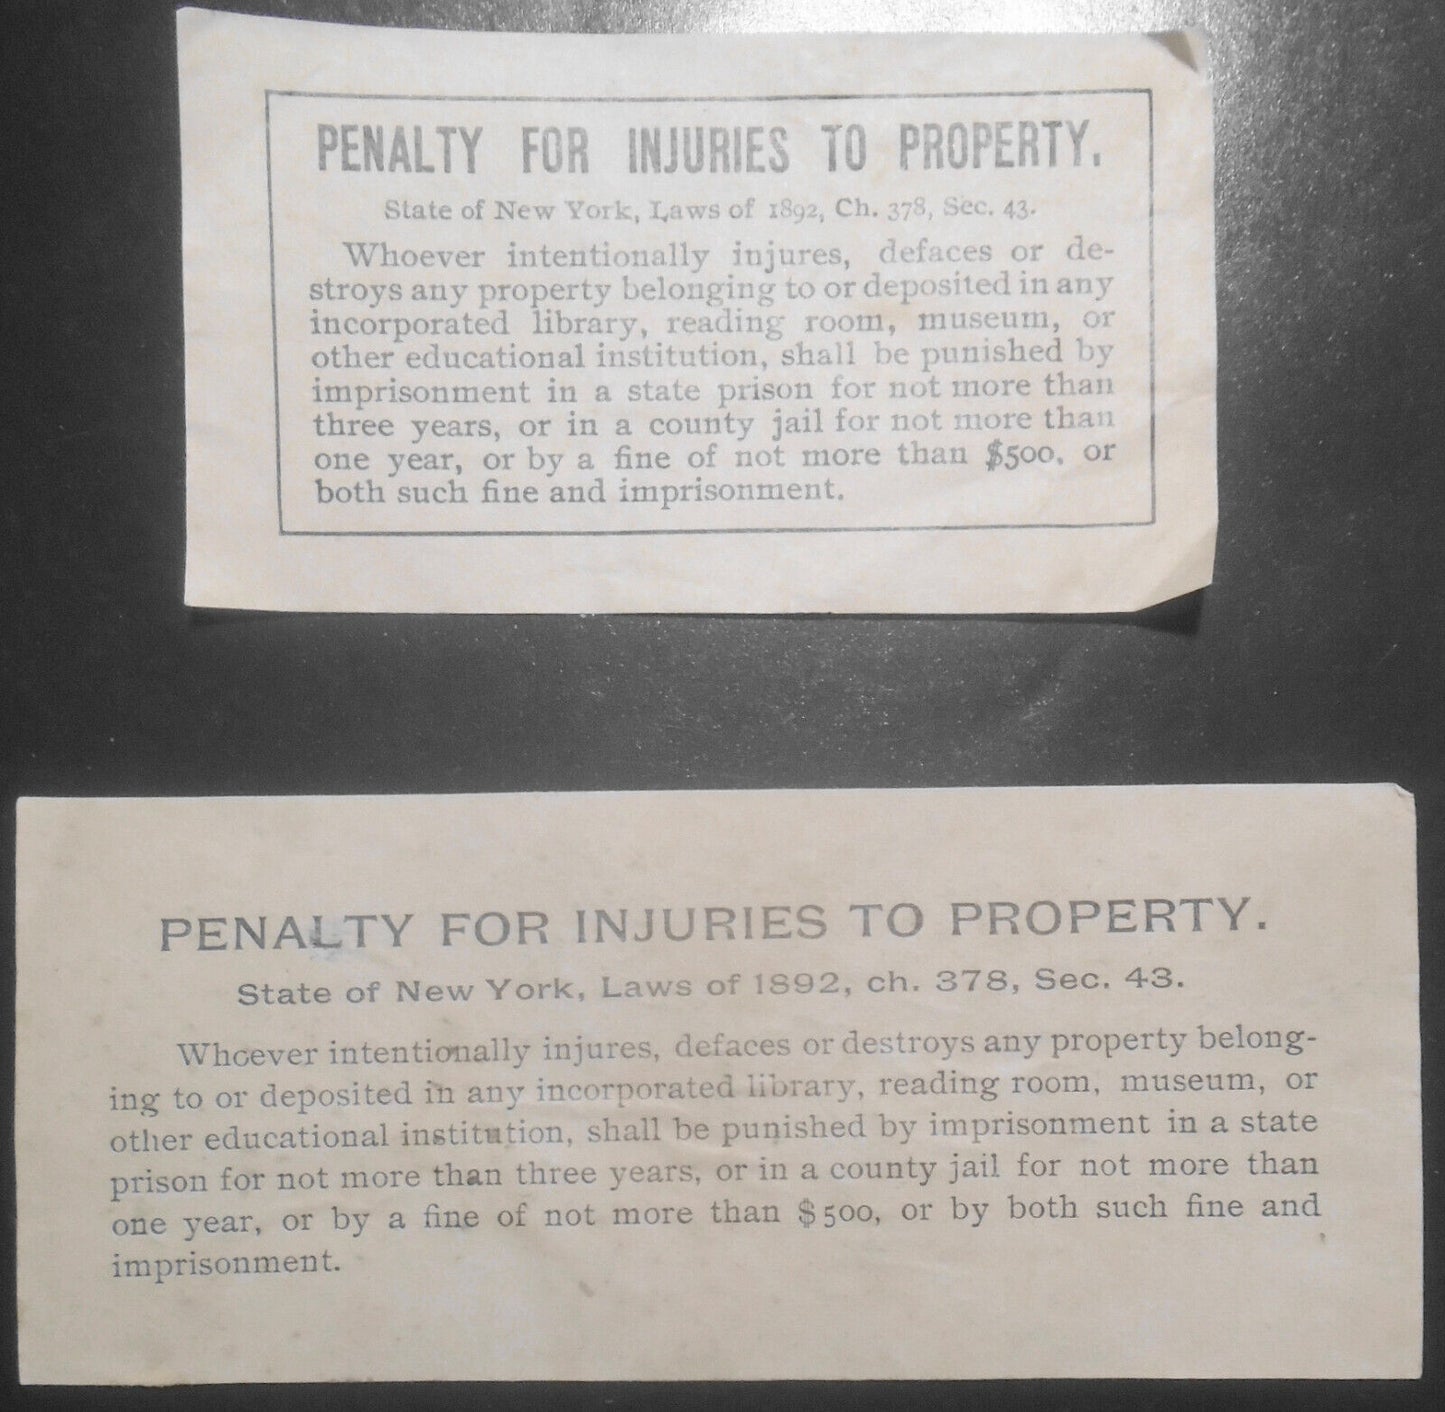 PENALTY FOR INJURIES TO PROPERTY.
State of New York, Laws of 1892, Ch. 378, Sec. 43.
Whoever intentionally injures, defaces or de-
stroys any property belonging to or deposited in any
incorporated library, reading room, museum, or
other educational institution, shall be punished by
imprisonment in a state prison for not more than
three years, or in a county jail for not more than
one year, or by a fine of not more than $500, or
both such fine and imprisonment.
PENALTY FOR INJURIES TO PROPERTY.
State of New York, Laws of 1892, ch. 378, Sec. 43.
Whoever intentionally injures, defaces or destroys any property belong-
ing to or deposited in any incorporated library, reading room, museum, or
other educational institution, shall be punished by imprisonment in a state
prison for not more than three years, or in a county jail for not more than
one year, or by a fine of not more than $500, or by both such fine and
imprisonment.